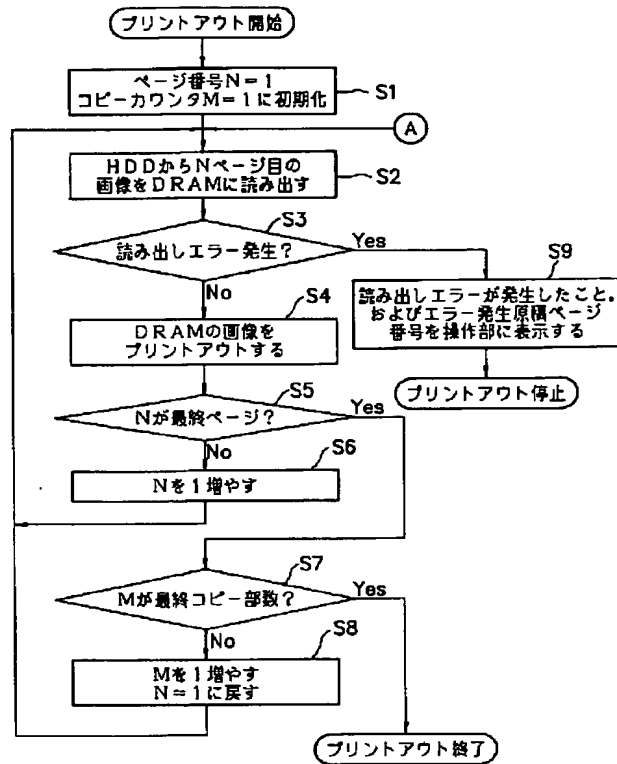 プリントアウト開始
ページ番号N=1
コピーカウンタM=1に初期化
S1
A
HDDからNページ目の
画像をDRAMに読み出す
S2
S3
読み出しエラー発生?
Yes
No
S9
読み出しエラーが発生したこと,
およびエラー発生原稿ページ
番号を操作部に表示する
プリントアウト停止
S4
DRAMの画像を
プリントアウトする
S5
Nが最終ページ?
Yes
No
S6
Nを1増やす
S7
Mが最終コピー部数?
Yes
No
S8
Mを1増やす
N=1に戻す
プリントアウト終了